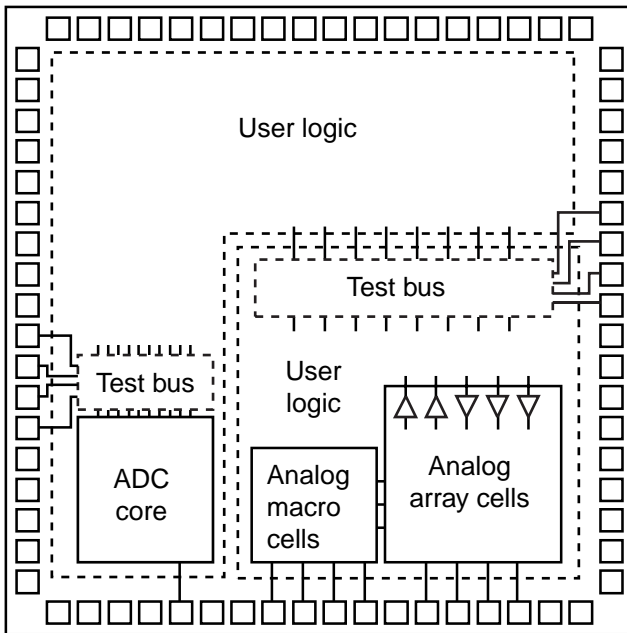 User logic
Test bus
Test bus
User
logic
ADC
core
Analog
macro
cells
Analog
array cells